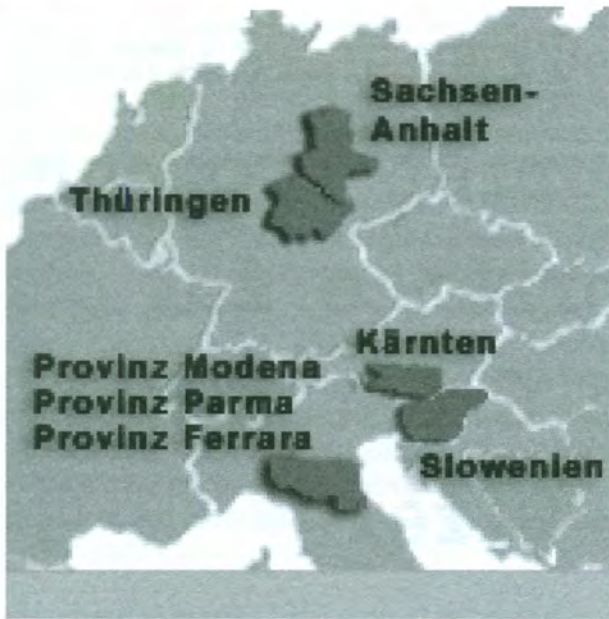 Sachsen-
Anhalt
Thüringen
Kärnten
Provinz Modena
Provinz Parma
Provinz Ferrara
Slowenien